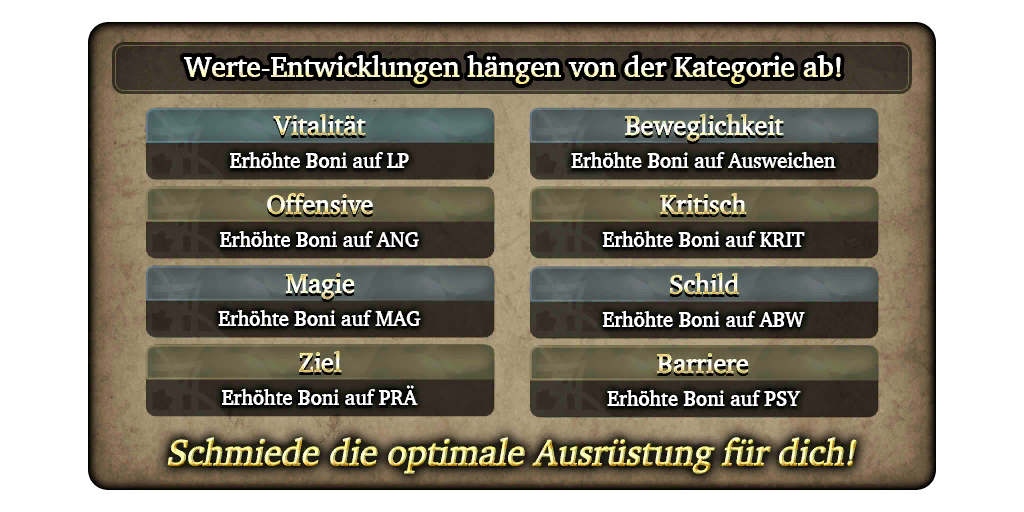 Werte-Entwicklungen hängen von der Kategorie ab!
Vitalität
Erhöhte Boni auf LP
Beweglichkeit
Erhöhte Boni auf Ausweichen
Offensive
Erhöhte Boni auf ANG
Kritisch
Erhöhte Boni auf KRIT
Magie
Erhöhte Boni auf MAG
Schild
Erhöhte Boni auf ABW
Ziel
Erhöhte Boni auf PRÄ
Barriere
Erhöhte Boni auf PSY
Schmiede die optimale Ausrüstung für dich!